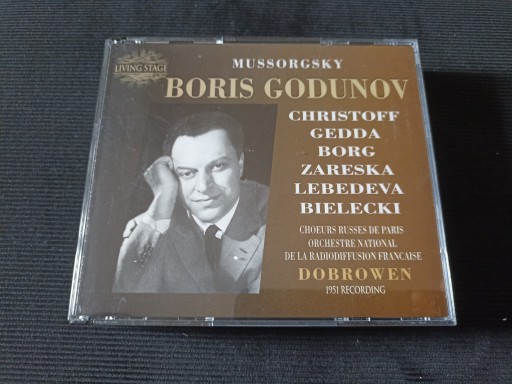 LIVING STAGE
MUSSORGSKY
BORIS GODUNOV
CHRISTOFF
GEDDA
BORG
ZARESKA
LEBEDEVA
BIELECKI
CHOEURS RUSSES DE PARIS
ORCHESTRE NATIONAL
DE LA RADIODIFFUSION FRANCAISE
DOBROWEN
1951 RECORDING